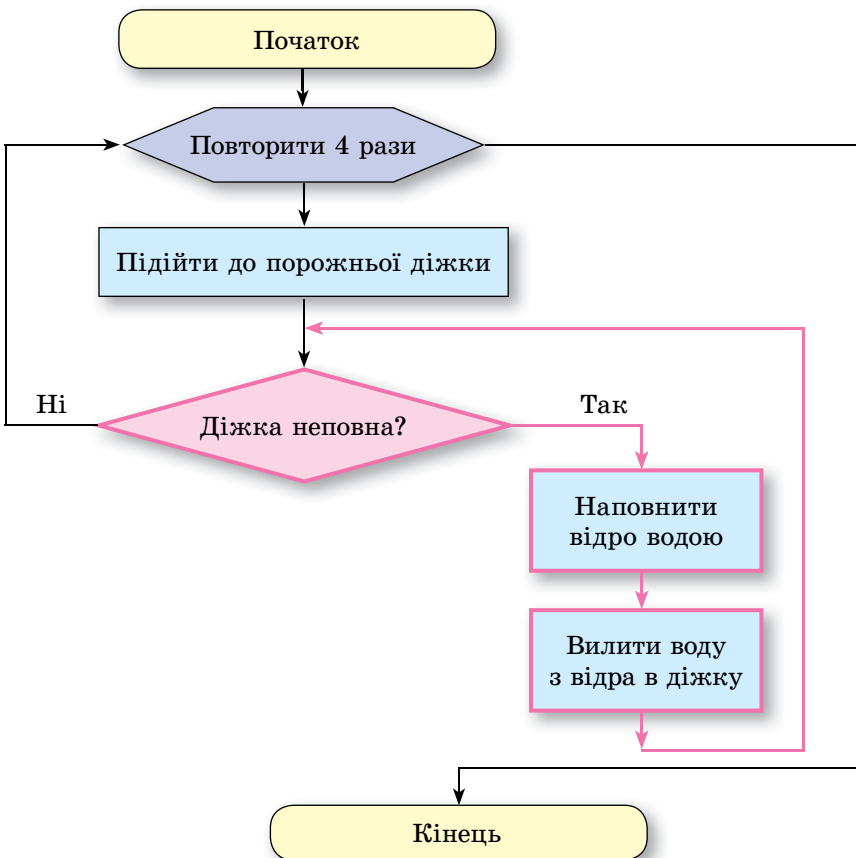 Початок
Повторити 4 рази
Підійти до порожньої діжки
Ні
Діжка неповна?
Так
Наповнити
відро водою
Вилити воду
з відра в діжку
Кінець